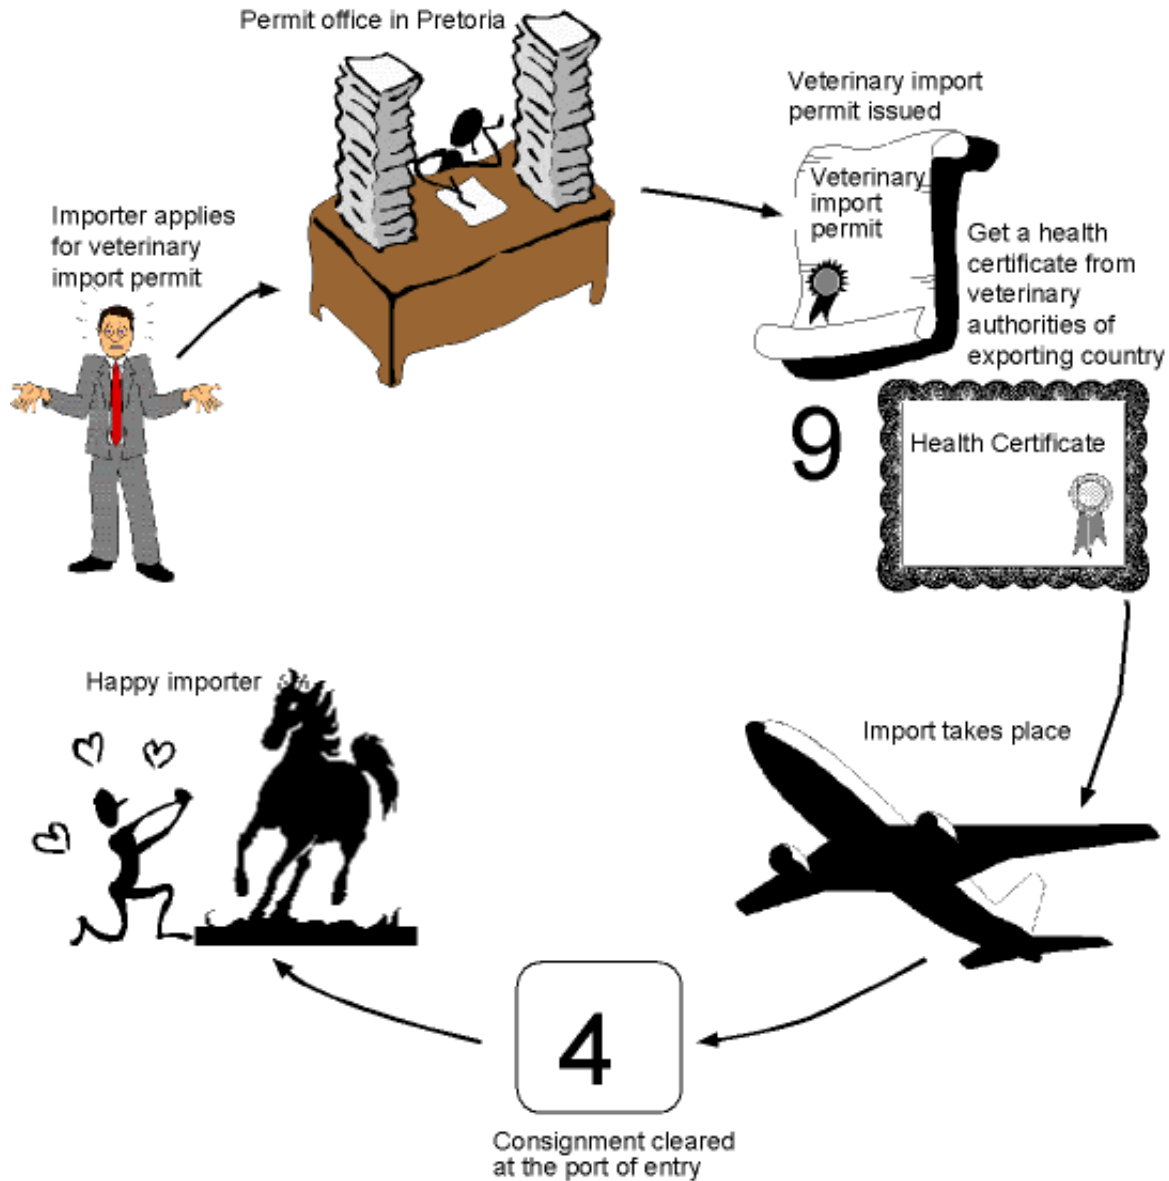 Permit office in Pretoria
Importer applies
for veterinary
import permit
Veterinary import
permit issued
Veterinary
import
permit
Get a health
certificate from
veterinary
authorities of
exporting country
9
Health Certificate
Import takes place
4
Consignment cleared
at the port of entry
Happy importer